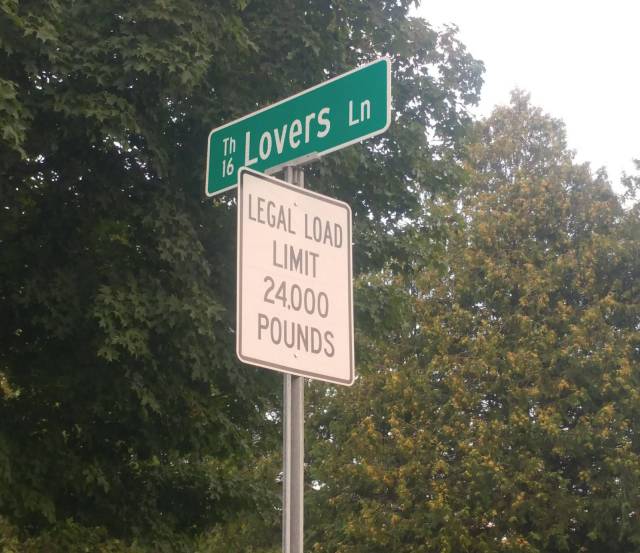 Th 16 Lovers Ln
LEGAL LOAD
LIMIT
24,000
POUNDS